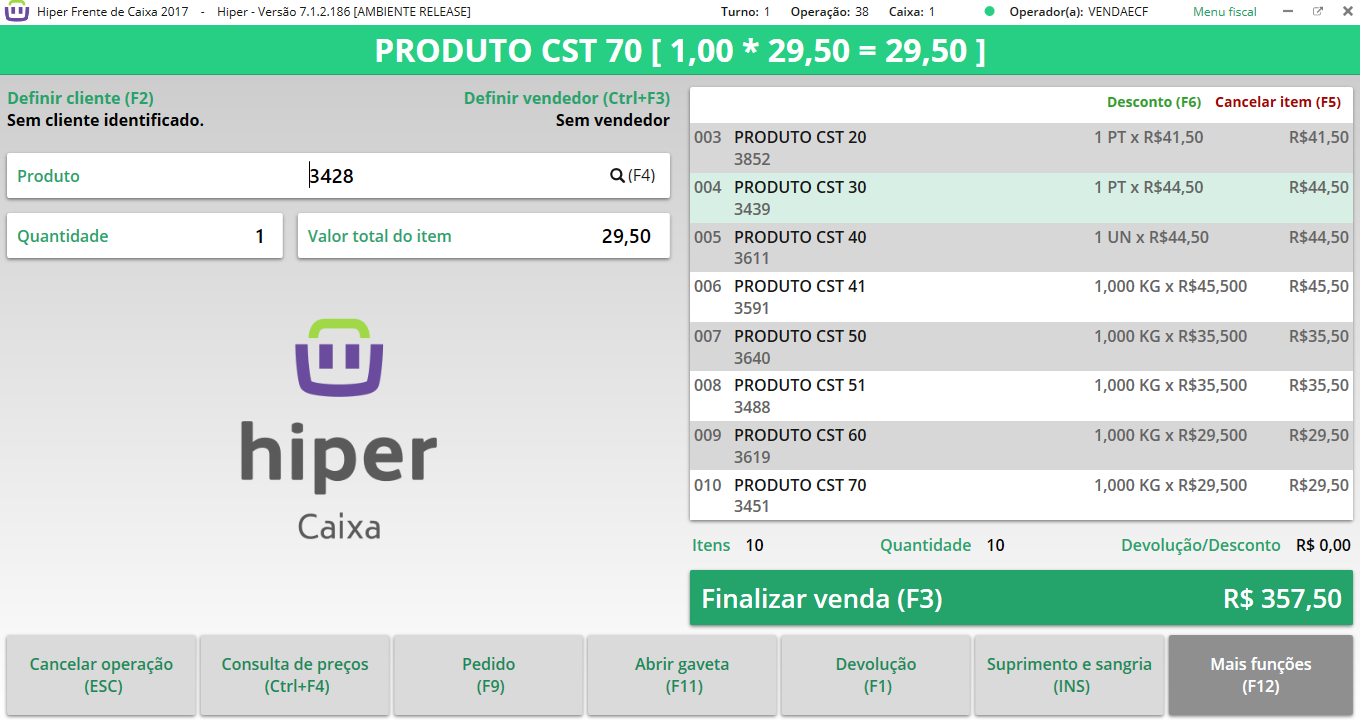 Hiper Frente de Caixa 2017 - Hiper - Versão 7.1.2.186 [AMBIENTE RELEASE] Turno: 1 Operação: 38 Caixa: 1 Operador(a): VENDAECF Menu fiscal
PRODUTO CST 70 [ 1,00 * 29,50 = 29,50 ]
Definir cliente (F2) Definir vendedor (Ctrl+F3)
Sem cliente identificado. Sem vendedor
Produto 3428 (F4)
Quantidade 1 Valor total do item 29,50
hiper
Caixa
Desconto (F6) Cancelar item (F5)
003 PRODUTO CST 20 1 PT x R$41,50 R$41,50
3852
004 PRODUTO CST 30 1 PT x R$44,50 R$44,50
3439
005 PRODUTO CST 40 1 UN x R$44,50 R$44,50
3611
006 PRODUTO CST 41 1,000 KG x R$45,500 R$45,50
3591
007 PRODUTO CST 50 1,000 KG x R$35,500 R$35,50
3640
008 PRODUTO CST 51 1,000 KG x R$35,500 R$35,50
3488
009 PRODUTO CST 60 1,000 KG x R$29,500 R$29,50
3619
010 PRODUTO CST 70 1,000 KG x R$29,500 R$29,50
3451
Itens 10 Quantidade 10 Devolução/Desconto R$ 0,00
Finalizar venda (F3) R$ 357,50
Cancelar operação
(ESC)
Consulta de preços
(Ctrl+F4)
Pedido
(F9)
Abrir gaveta
(F11)
Devolução
(F1)
Suprimento e sangria
(INS)
Mais funções
(F12)